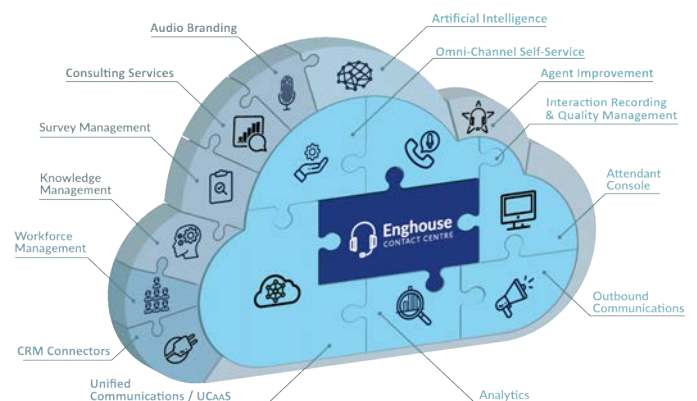 Artificial Intelligence
Audio Branding
Omni-Channel Self-Service
Consulting Services
Agent Improvement
Interaction Recording
& Quality Management
Survey Management
Knowledge
Management
Attendant
Console
Workforce
Management
Enghouse
CONTACT CENTRE
Outbound
Communications
CRM Connectors
Unified
Communications / UCAAS
Analytics